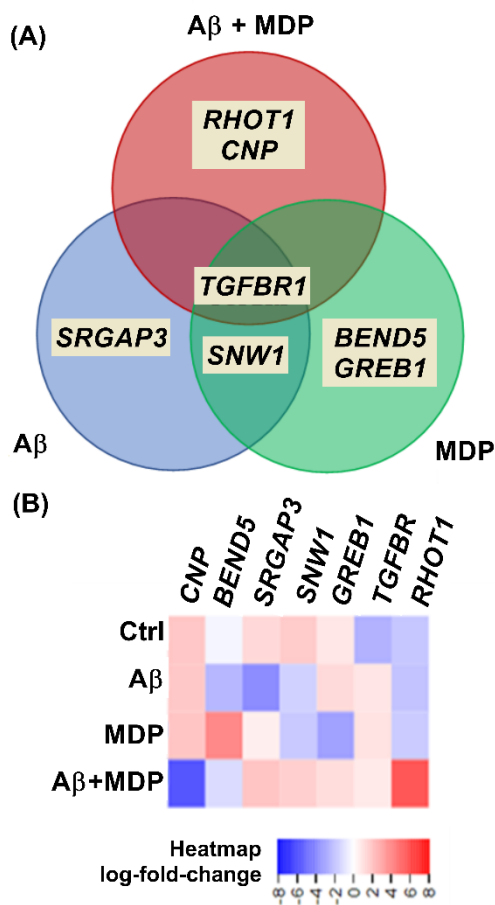 (A)
Aβ + MDP
RHOT1
CNP
TGFBR1
SRGAP3
SNW1
BEND5
GREB1
Aβ
MDP
(B)
CNP
BEND5
SRGAP3
SNW1
GREB1
TGFBR
RHOT1
Ctrl
Aβ
MDP
Aβ+MDP
Heatmap
log-fold-change
-8
-6
-4
-2
0
2
4
6
8